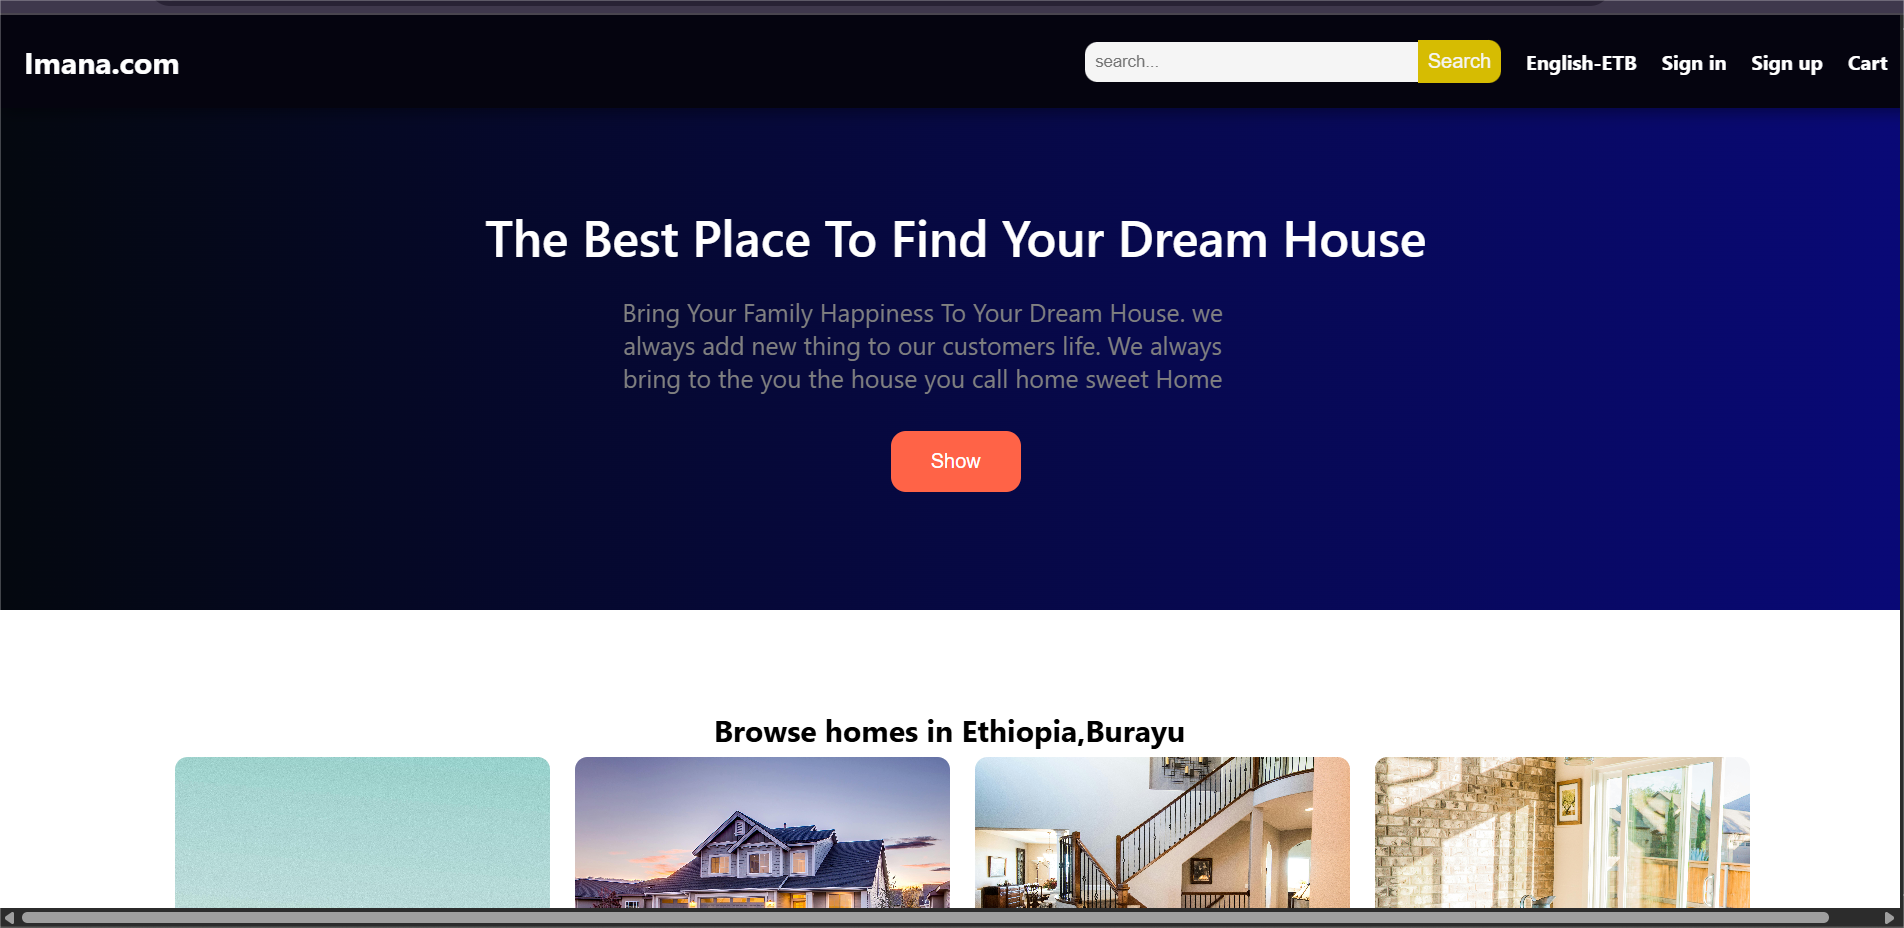 Imana.com
search...
Search
English-ETB
Sign in
Sign up
Cart
The Best Place To Find Your Dream House
Bring Your Family Happiness To Your Dream House. we
always add new thing to our customers life. We always
bring to the you the house you call home sweet Home
Show
Browse homes in Ethiopia,Burayu